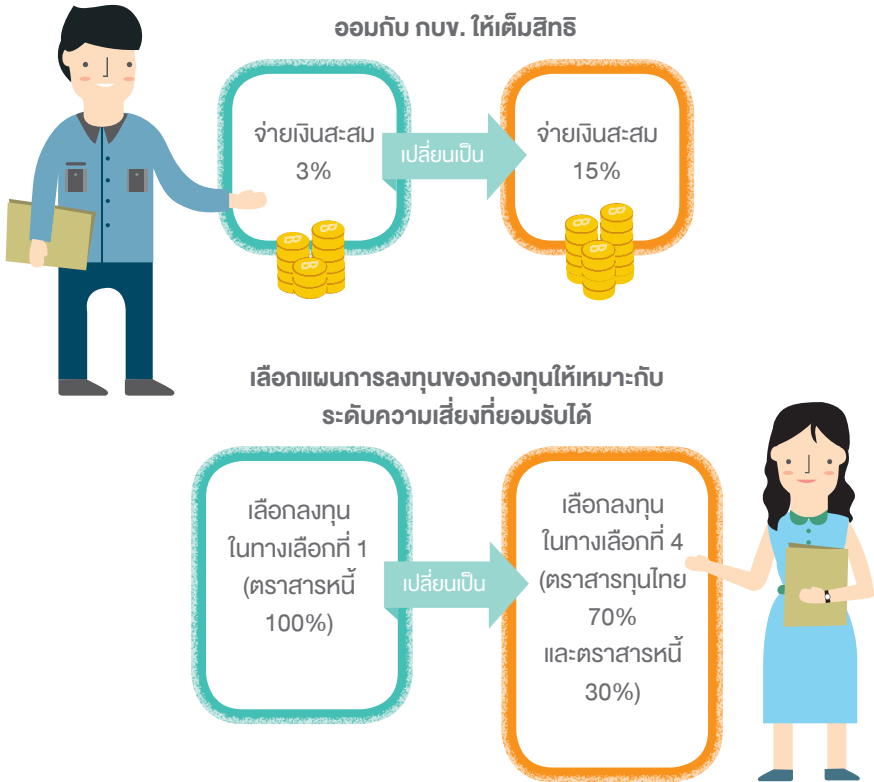 ออมกับ กบข. ให้เต็มสิทธิ
จ่ายเงินสะสม
3%
เปลี่ยนเป็น
จ่ายเงินสะสม
15%
เลือกแผนการลงทุนของกองทุนให้เหมาะกับ
ระดับความเสี่ยงที่ยอมรับได้
เลือกลงทุน
ในทางเลือกที่ 1
(ตราสารหนี้
100%)
เปลี่ยนเป็น
เลือกลงทุน
ในทางเลือกที่ 4
(ตราสารทุนไทย
70%
และตราสารหนี้
30%)